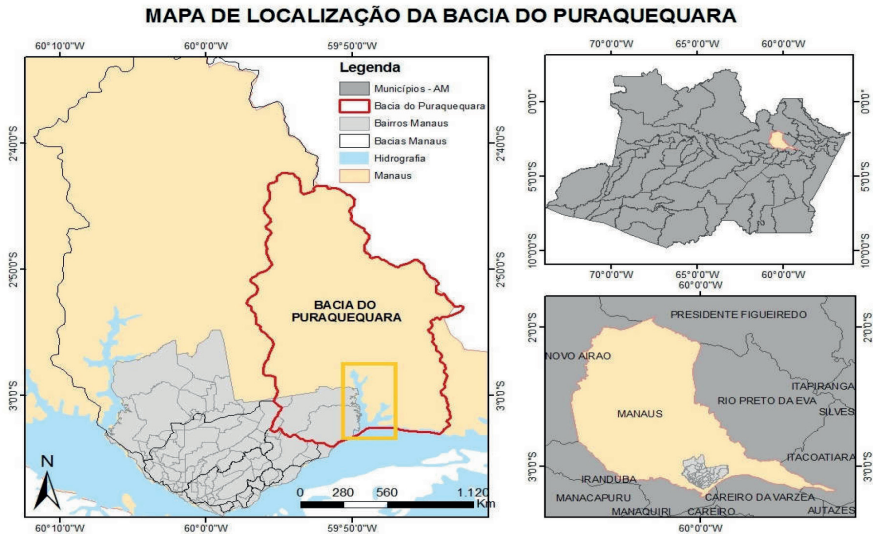 MAPA DE LOCALIZAÇÃO DA BACIA DO PURAQUEQUARA
60°10'0"W
60°0'0"W
59°50'0"W
2°40'0"S
2°50'0"S
3°0'0"S
Legenda
Municípios - AM
Bacia do Puraquequara
Bairros Manaus
Bacias Manaus
Hidrografia
Manaus
BACIA DO
PURAQUEQUARA
N
0 280 560 1.120
Km
60°10'0"W
60°0'0"W
59°50'0"W
2°40'0"S
2°50'0"S
3°0'0"S
70°0'0"W
65°0'0"W
60°0'0"W
0°0'0"
5°0'0"S
10°0'0"S
0°0'0"
5°0'0"S
10°0'0"S
70°0'0"W
65°0'0"W
60°0'0"W
60°0'0"W
2°0'0"S
3°0'0"S
PRESIDENTE FIGUEIREDO
NOVO AIRAO
ITAPIRANGA
RIO PRETO DA EVA
SILVES
MANAUS
ITACOATIARA
IRANDUBA
MANACAPURU
CAREIRO DA VARZEA
MANAQUIRI
CAREIRO
AUTAZES
2°0'0"S
3°0'0"S
60°0'0"W